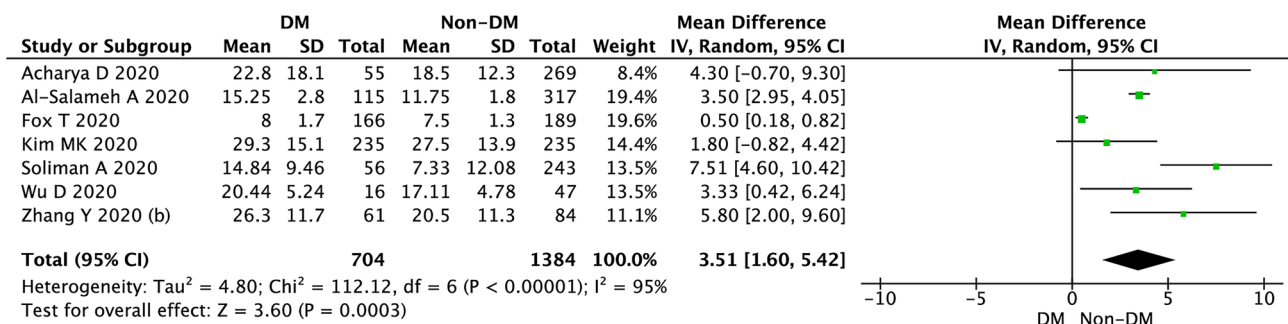 DM Non−DM Mean Difference Mean Difference
Study or Subgroup Mean SD Total Mean SD Total Weight IV, Random, 95% CI IV, Random, 95% CI
Acharya D 2020 22.8 18.1 55 18.5 12.3 269 8.4% 4.30 [−0.70, 9.30]
Al−Salameh A 2020 15.25 2.8 115 11.75 1.8 317 19.4% 3.50 [2.95, 4.05]
Fox T 2020 8 1.7 166 7.5 1.3 189 19.6% 0.50 [0.18, 0.82]
Kim MK 2020 29.3 15.1 235 27.5 13.9 235 14.4% 1.80 [−0.82, 4.42]
Soliman A 2020 14.84 9.46 56 7.33 12.08 243 13.5% 7.51 [4.60, 10.42]
Wu D 2020 20.44 5.24 16 17.11 4.78 47 13.5% 3.33 [0.42, 6.24]
Zhang Y 2020 (b) 26.3 11.7 61 20.5 11.3 84 11.1% 5.80 [2.00, 9.60]
Total (95% CI) 704 1384 100.0% 3.51 [1.60, 5.42]
Heterogeneity: Tau² = 4.80; Chi² = 112.12, df = 6 (P < 0.00001); I² = 95%
Test for overall effect: Z = 3.60 (P = 0.0003)
−10 −5 0 5 10
DM Non−DM